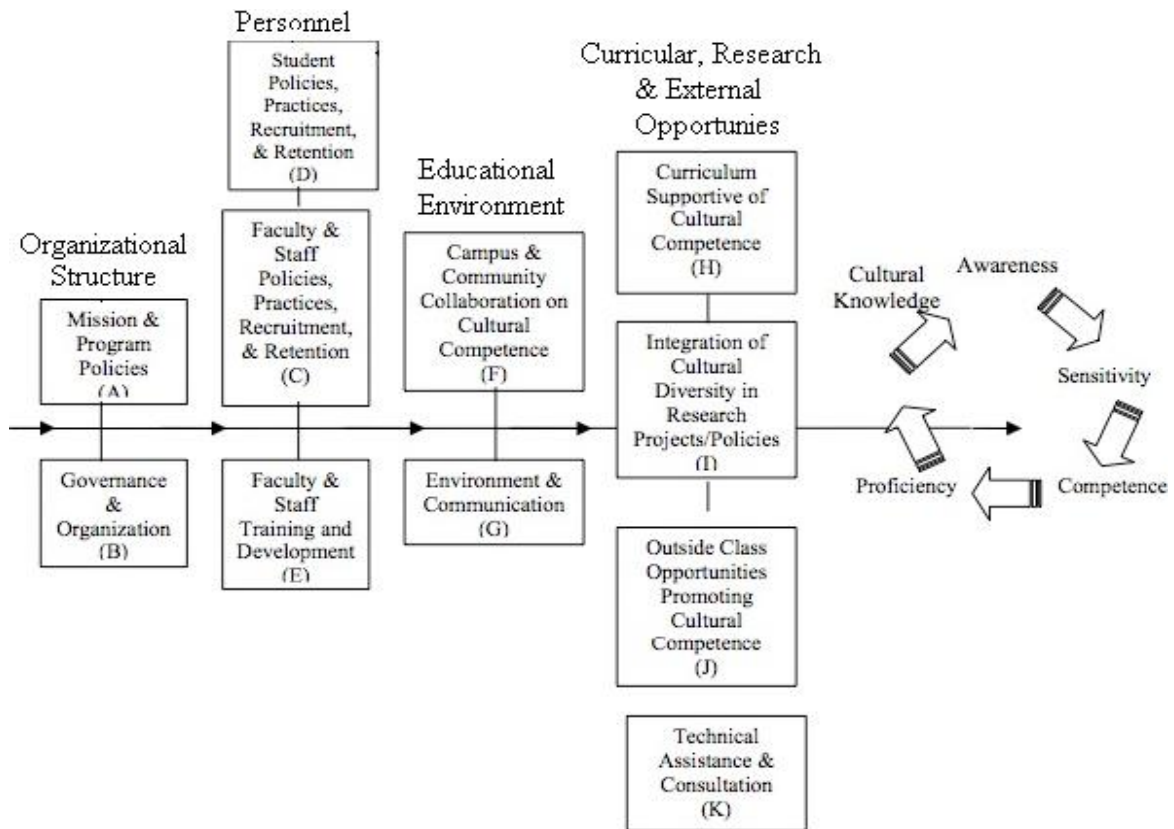 Personnel
Student
Policies,
Practices,
Recruitment,
& Retention
(D)
Curricular, Research
& External
Opportunies
Educational
Environment
Organizational
Structure
Mission &
Program
Policies
(A)
Governance
&
Organization
(B)
Faculty &
Staff
Policies,
Practices,
Recruitment,
& Retention
(C)
Faculty &
Staff
Training and
Development
(E)
Campus &
Community
Collaboration on
Cultural
Competence
(F)
Environment &
Communication
(G)
Curriculum
Supportive of
Cultural
Competence
(H)
Integration of
Cultural
Diversity in
Research
Projects/Policies
(I)
Outside Class
Opportunities
Promoting
Cultural
Competence
(J)
Technical
Assistance &
Consultation
(K)
Cultural
Knowledge
Awareness
Sensitivity
Competence
Proficiency